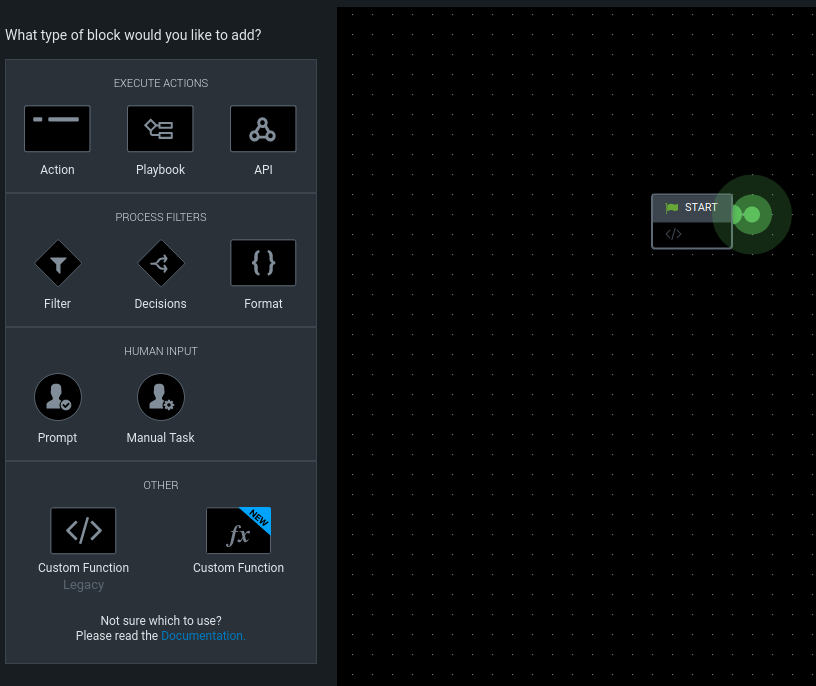 What type of block would you like to add?
EXECUTE ACTIONS
Action
Playbook
API
PROCESS FILTERS
Filter
Decisions
{ }
Format
HUMAN INPUT
Prompt
Manual Task
OTHER
</>
Custom Function
Legacy
fx
NEW
Custom Function
Not sure which to use?
Please read the Documentation.
START
</>